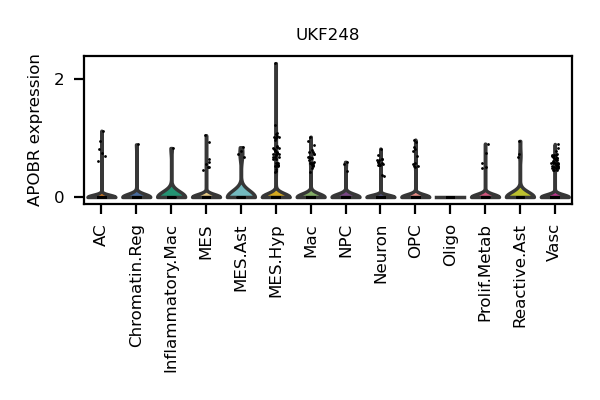 UKF248
APOBR expression
2
0
AC
Chromatin.Reg
Inflammatory.Mac
MES
MES.Ast
MES.Hyp
Mac
NPC
Neuron
OPC
Oligo
Prolif.Metab
Reactive.Ast
Vasc